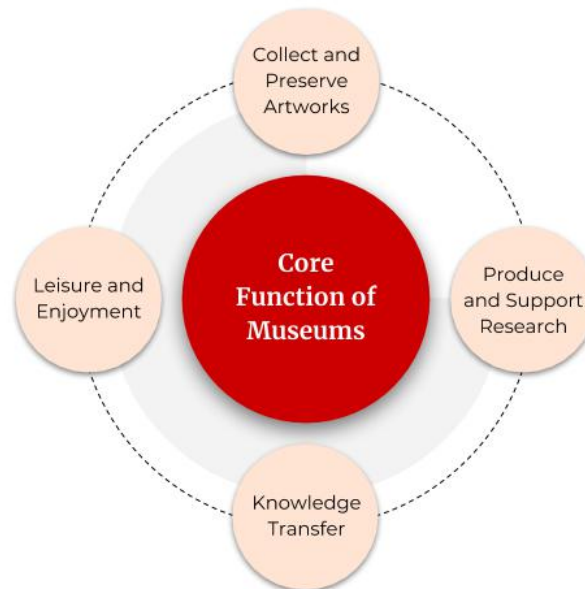 Collect and
Preserve
Artworks
Core
Function of
Museums
Leisure and
Enjoyment
Produce
and Support
Research
Knowledge
Transfer